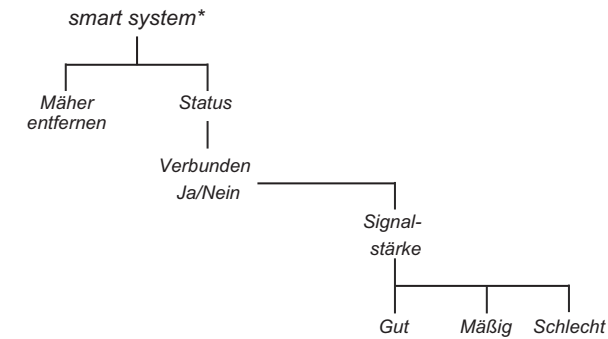 smart system*
Mäher
entfernen
Status
Verbunden
Ja/Nein
Signal-
stärke
Gut
Mäßig
Schlecht